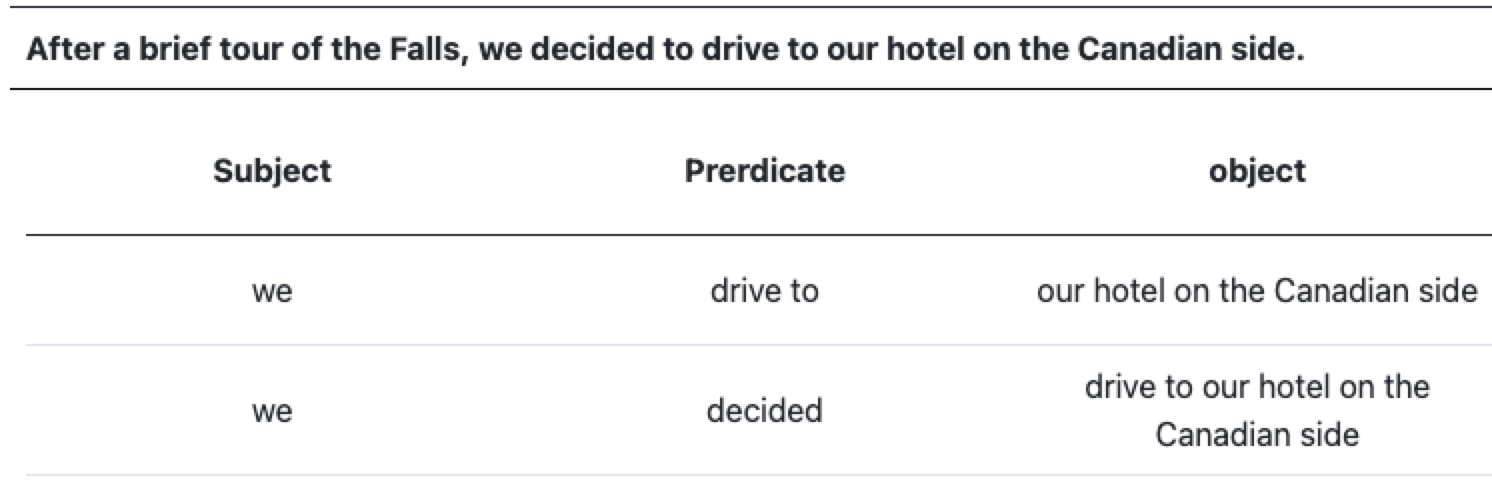 After a brief tour of the Falls, we decided to drive to our hotel on the Canadian side.
Subject Prerdicate object
we drive to our hotel on the Canadian side
we decided drive to our hotel on the
Canadian side